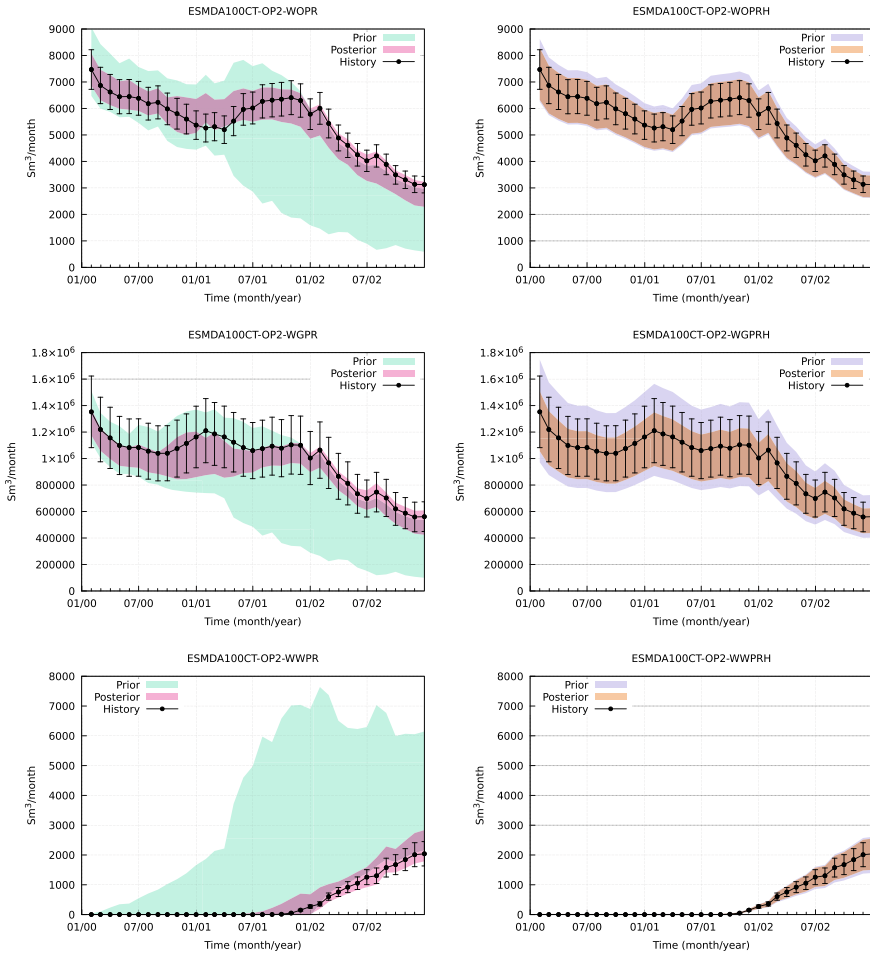 ESMDA100CT-OP2-WOPR
9000
8000
7000
6000
5000
4000
3000
2000
1000
0
Sm³/month
Prior
Posterior
History
01/00 07/00 01/01 07/01 01/02 07/02
Time (month/year)
ESMDA100CT-OP2-WOPRH
9000
8000
7000
6000
5000
4000
3000
2000
1000
0
Sm³/month
Prior
Posterior
History
01/00 07/00 01/01 07/01 01/02 07/02
Time (month/year)
ESMDA100CT-OP2-WGPR
1.8×10⁶
1.6×10⁶
1.4×10⁶
1.2×10⁶
1×10⁶
800000
600000
400000
200000
0
Sm³/month
Prior
Posterior
History
01/00 07/00 01/01 07/01 01/02 07/02
Time (month/year)
ESMDA100CT-OP2-WGPRH
1.8×10⁶
1.6×10⁶
1.4×10⁶
1.2×10⁶
1×10⁶
800000
600000
400000
200000
0
Sm³/month
Prior
Posterior
History
01/00 07/00 01/01 07/01 01/02 07/02
Time (month/year)
ESMDA100CT-OP2-WWPR
8000
7000
6000
5000
4000
3000
2000
1000
0
Sm³/month
Prior
Posterior
History
01/00 07/00 01/01 07/01 01/02 07/02
Time (month/year)
ESMDA100CT-OP2-WWPRH
8000
7000
6000
5000
4000
3000
2000
1000
0
Sm³/month
Prior
Posterior
History
01/00 07/00 01/01 07/01 01/02 07/02
Time (month/year)